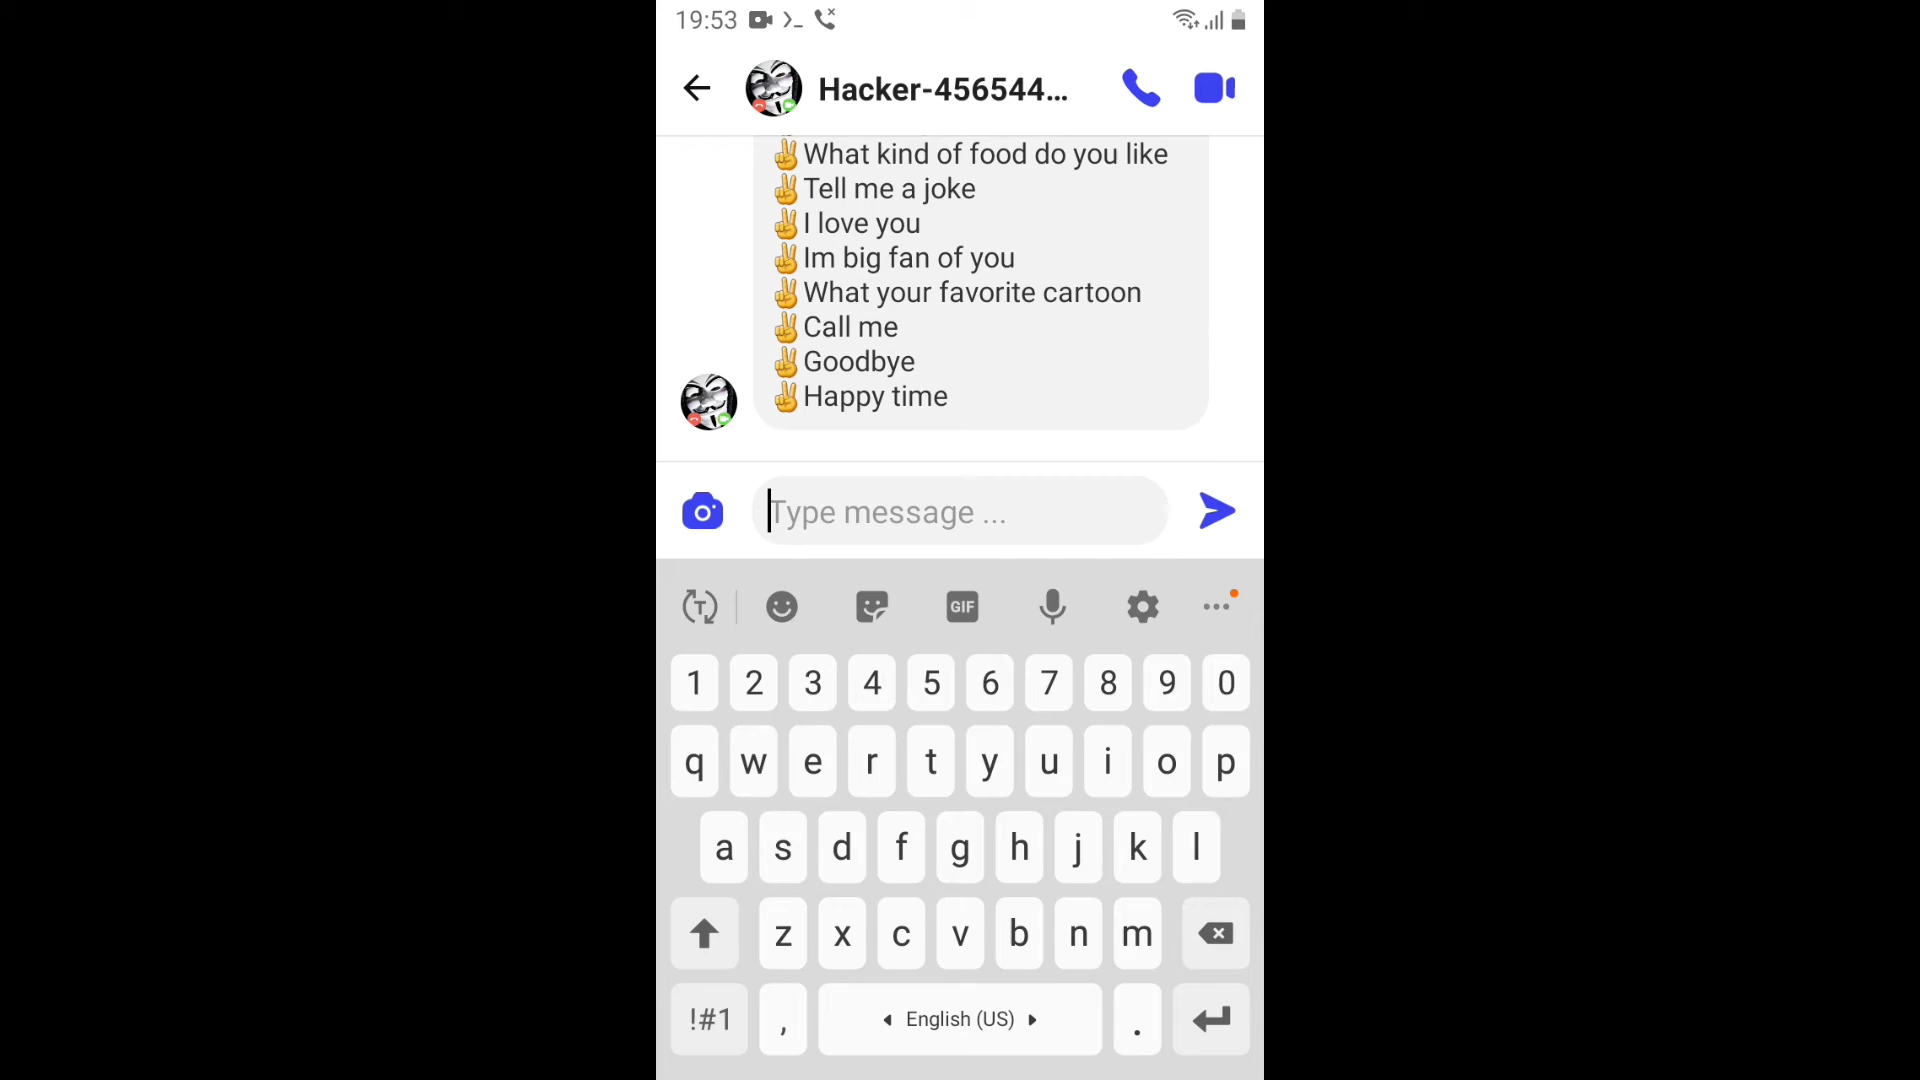 19:53
Hacker-456544...
✌What kind of food do you like
✌Tell me a joke
✌I love you
✌Im big fan of you
✌What your favorite cartoon
✌Call me
✌Goodbye
✌Happy time
Type message ...
T GIF ...
1 2 3 4 5 6 7 8 9 0
q w e r t y u i o p
a s d f g h j k l
z x c v b n m
!#1 , English (US) .